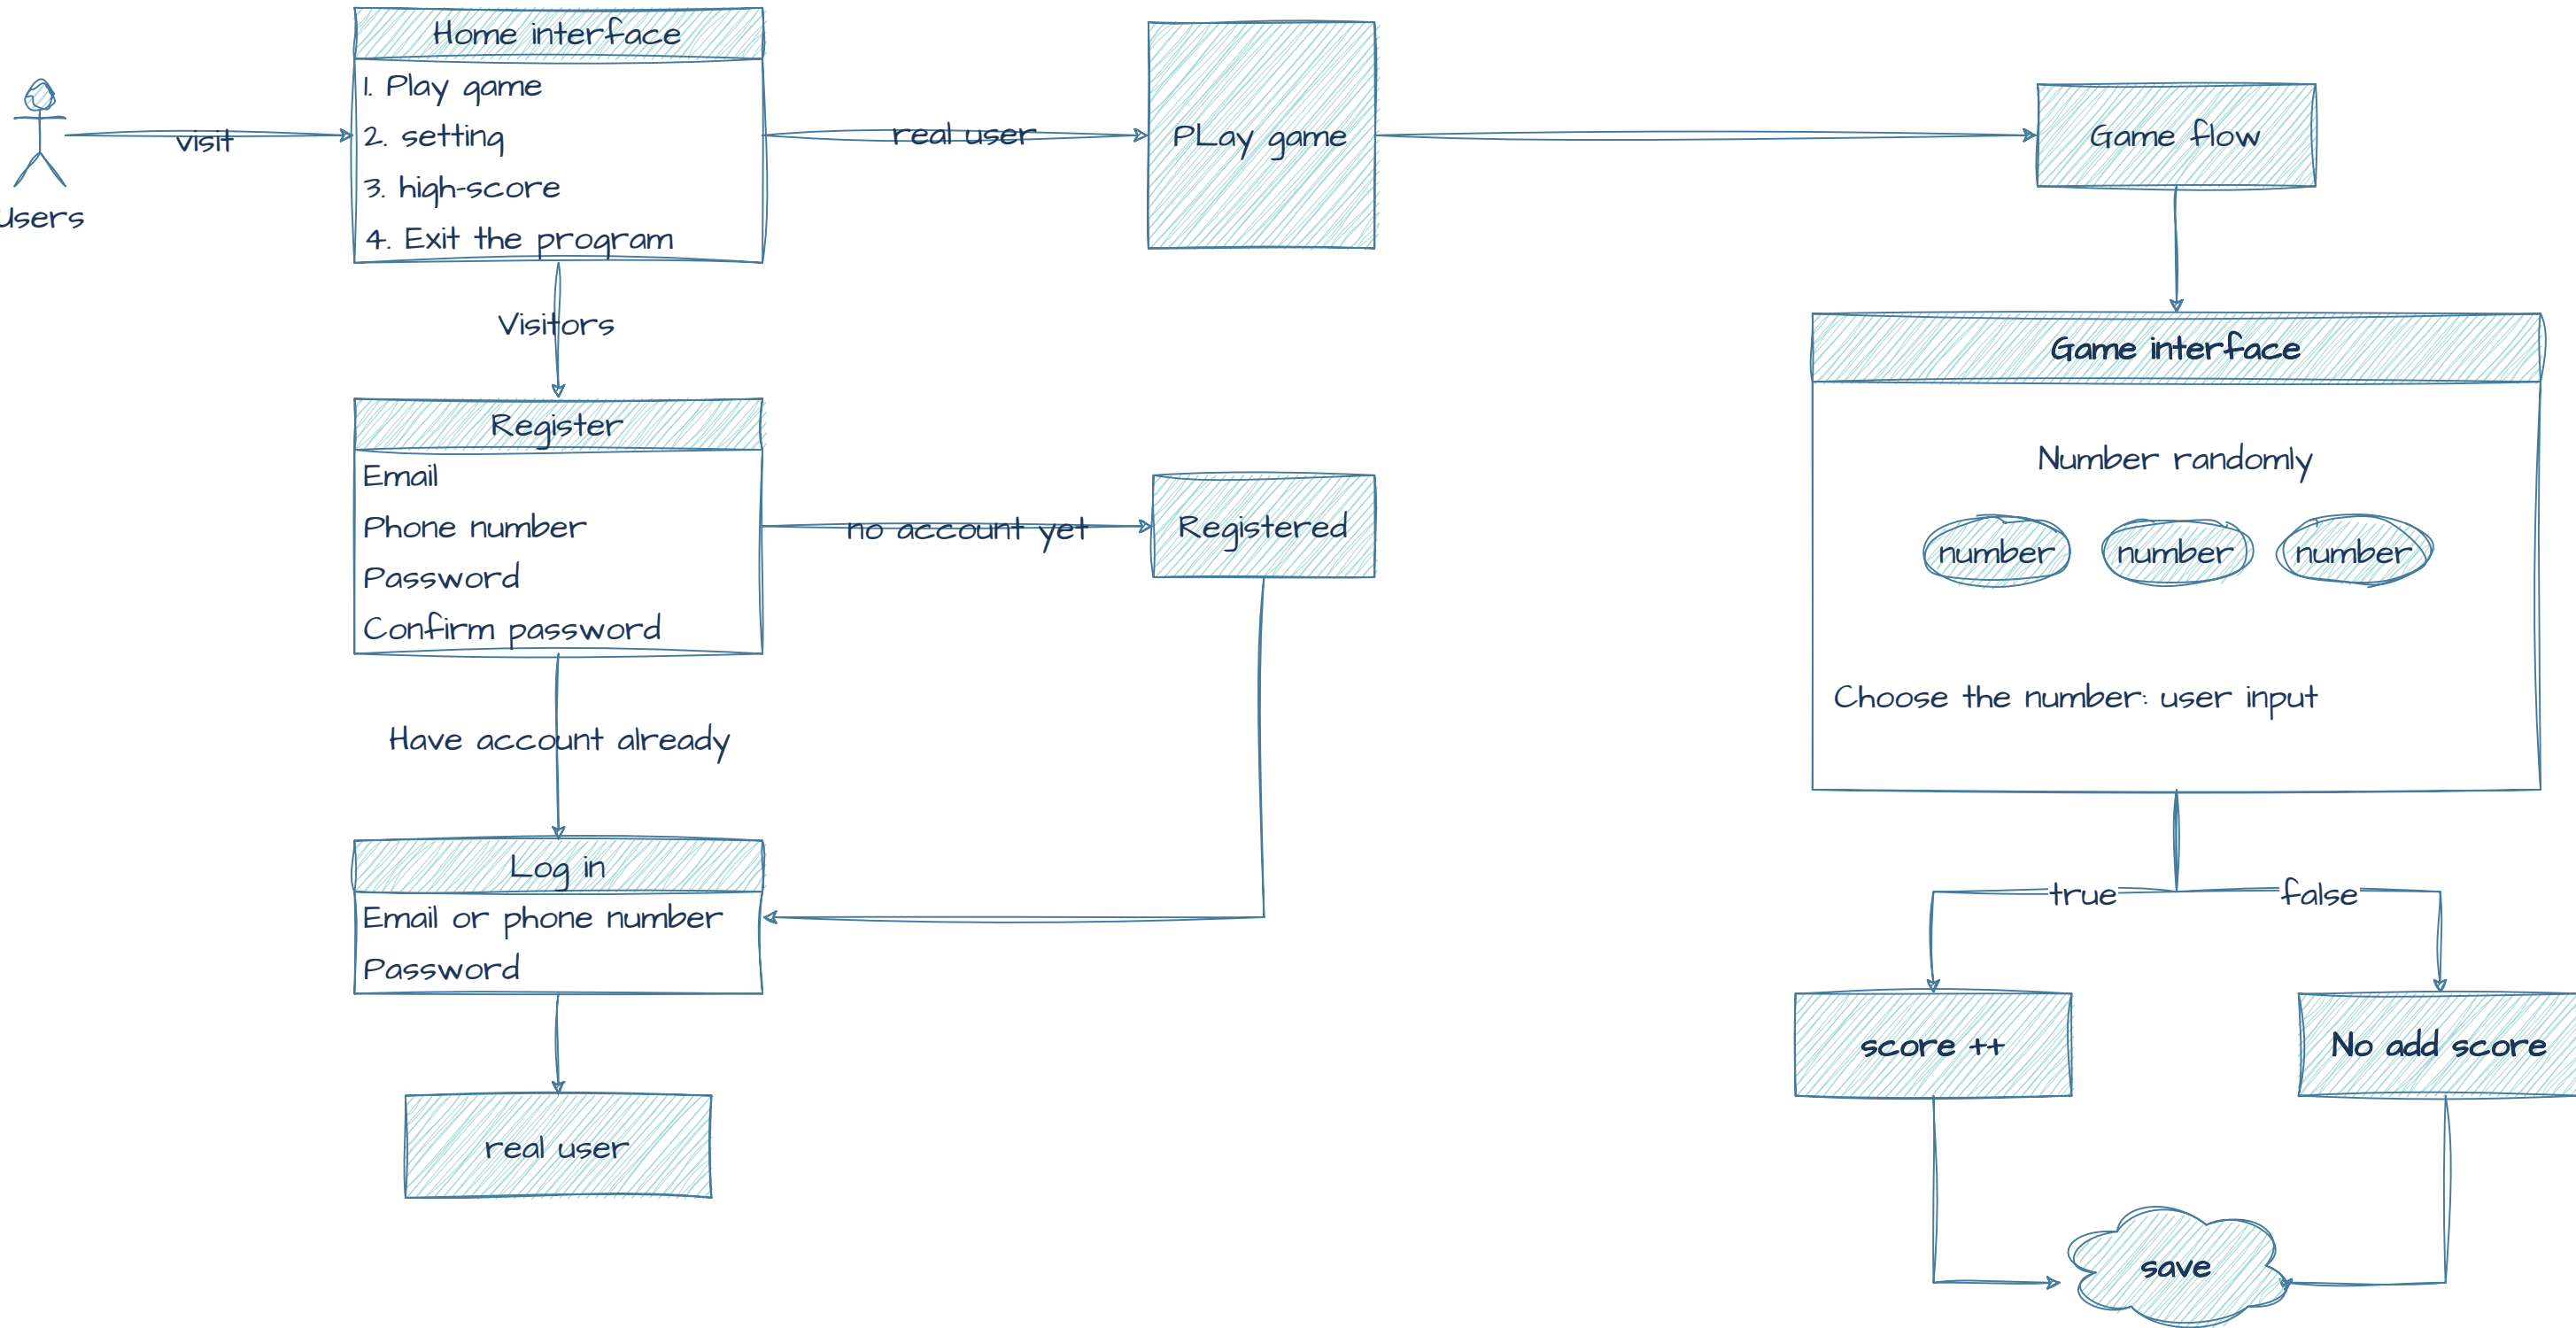 Home interface
1. Play game
2. setting
3. high-score
4. Exit the program
Users
visit
real user
PLay game
Game flow
Visitors
Register
Email
Phone number
Password
Confirm password
no account yet
Registered
Have account already
Log in
Email or phone number
Password
real user
Game interface
Number randomly
number
number
number
Choose the number: user input
true
false
score ++
No add score
save